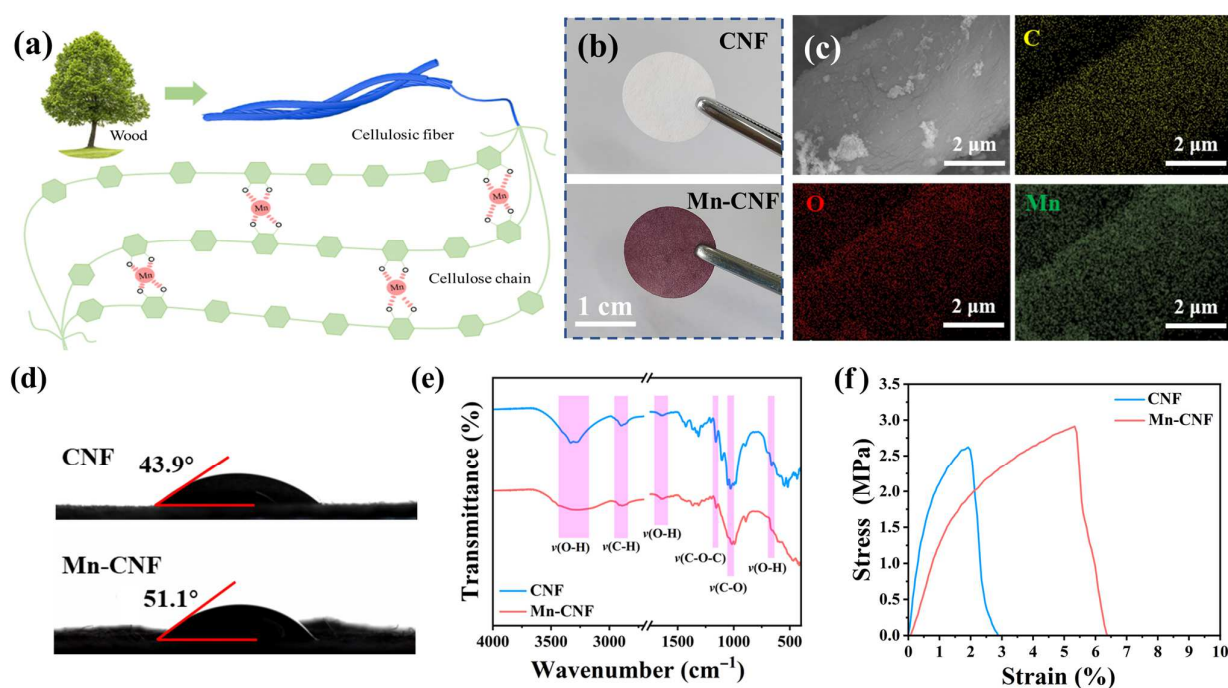 (a)
Wood
Cellulosic fiber
O O O O
Mn Mn
O O O O
Cellulose chain
O O O O
Mn Mn
O O O O
(b)
CNF
Mn-CNF
1 cm
(c)
2 μm
C
2 μm
O
2 μm
Mn
2 μm
(d)
CNF
43.9°
Mn-CNF
51.1°
(e)
Transmittance (%)
ν(O-H)
ν(C-H)
ν(O-H)
ν(C-O-C)
ν(C-O)
ν(O-H)
CNF
Mn-CNF
4000 3000 1500 1000 500
Wavenumber (cm⁻¹)
(f)
Stress (MPa)
3.5
3.0
2.5
2.0
1.5
1.0
0.5
0.0
CNF
Mn-CNF
0 1 2 3 4 5 6 7 8 9 10
Strain (%)